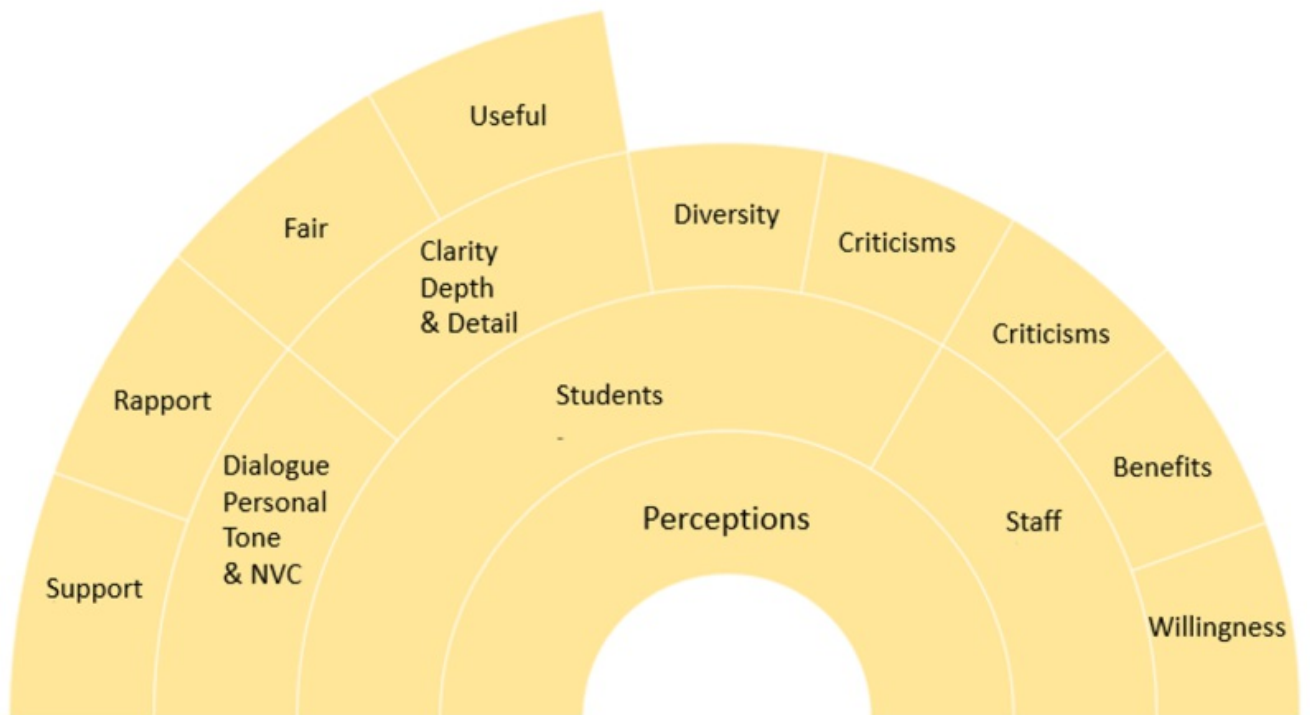 Useful
Fair
Diversity
Criticisms
Clarity
Depth
& Detail
Criticisms
Students
-
Rapport
Dialogue
Personal
Tone
& NVC
Benefits
Perceptions
Staff
Support
Willingness